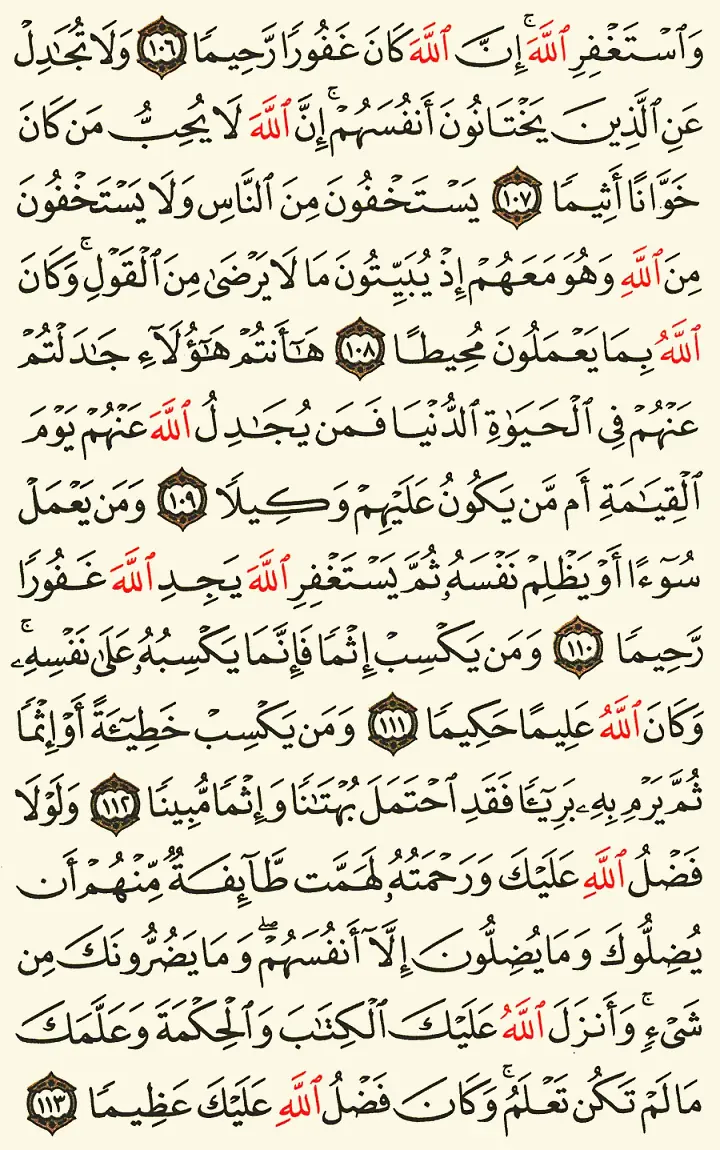 وَٱسْتَغْفِرِ ٱللَّهَ ۖ إِنَّ ٱللَّهَ كَانَ غَفُورًا رَّحِيمًا ١٠٦ وَلَا تُجَٰدِلْ
عَنِ ٱلَّذِينَ يَخْتَانُونَ أَنفُسَهُمْ ۚ إِنَّ ٱللَّهَ لَا يُحِبُّ مَن كَانَ
خَوَّانًا أَثِيمًا ١٠٧ يَسْتَخْفُونَ مِنَ ٱلنَّاسِ وَلَا يَسْتَخْفُونَ
مِنَ ٱللَّهِ وَهُوَ مَعَهُمْ إِذْ يُبَيِّتُونَ مَا لَا يَرْضَىٰ مِنَ ٱلْقَوْلِ ۚ وَكَانَ
ٱللَّهُ بِمَا يَعْمَلُونَ مُحِيطًا ١٠٨ هَٰٓأَنتُمْ هَٰٓؤُلَآءِ جَٰدَلْتُمْ
عَنْهُمْ فِى ٱلْحَيَوٰةِ ٱلدُّنْيَا فَمَن يُجَٰدِلُ ٱللَّهَ عَنْهُمْ يَوْمَ
ٱلْقِيَٰمَةِ أَم مَّن يَكُونُ عَلَيْهِمْ وَكِيلًا ١٠٩ وَمَن يَعْمَلْ
سُوٓءًا أَوْ يَظْلِمْ نَفْسَهُۥ ثُمَّ يَسْتَغْفِرِ ٱللَّهَ يَجِدِ ٱللَّهَ غَفُورًا
رَّحِيمًا ١١٠ وَمَن يَكْسِبْ إِثْمًا فَإِنَّمَا يَكْسِبُهُۥ عَلَىٰ نَفْسِهِۦ ۚ
وَكَانَ ٱللَّهُ عَلِيمًا حَكِيمًا ١١١ وَمَن يَكْسِبْ خَطِيٓـَٔةً أَوْ إِثْمًا
ثُمَّ يَرْمِ بِهِۦ بَرِيٓـًٔا فَقَدِ ٱحْتَمَلَ بُهْتَٰنًا وَإِثْمًا مُّبِينًا ١١٢ وَلَوْلَا
فَضْلُ ٱللَّهِ عَلَيْكَ وَرَحْمَتُهُۥ لَهَمَّت طَّآئِفَةٌ مِّنْهُمْ أَن
يُضِلُّوكَ وَمَا يُضِلُّونَ إِلَّآ أَنفُسَهُمْ ۖ وَمَا يَضُرُّونَكَ مِن
شَىْءٍ ۚ وَأَنزَلَ ٱللَّهُ عَلَيْكَ ٱلْكِتَٰبَ وَٱلْحِكْمَةَ وَعَلَّمَكَ
مَا لَمْ تَكُن تَعْلَمُ ۚ وَكَانَ فَضْلُ ٱللَّهِ عَلَيْكَ عَظِيمًا ١١٣